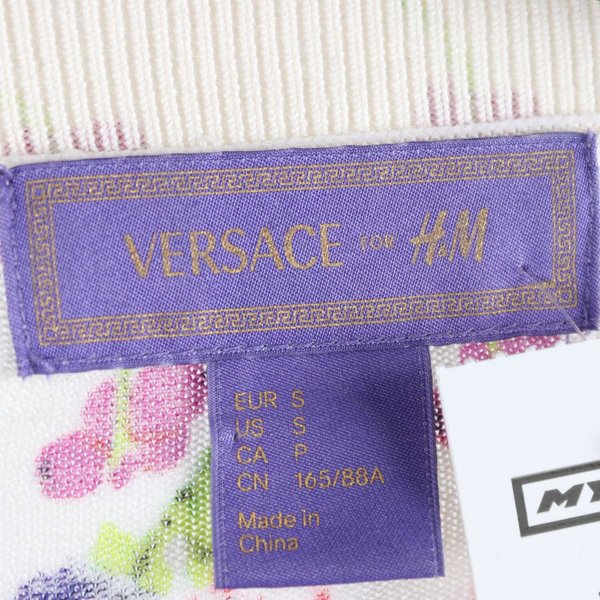 VERSACE FOR H&M
EUR S
US S
CA P
CN 165/88A
Made in
China